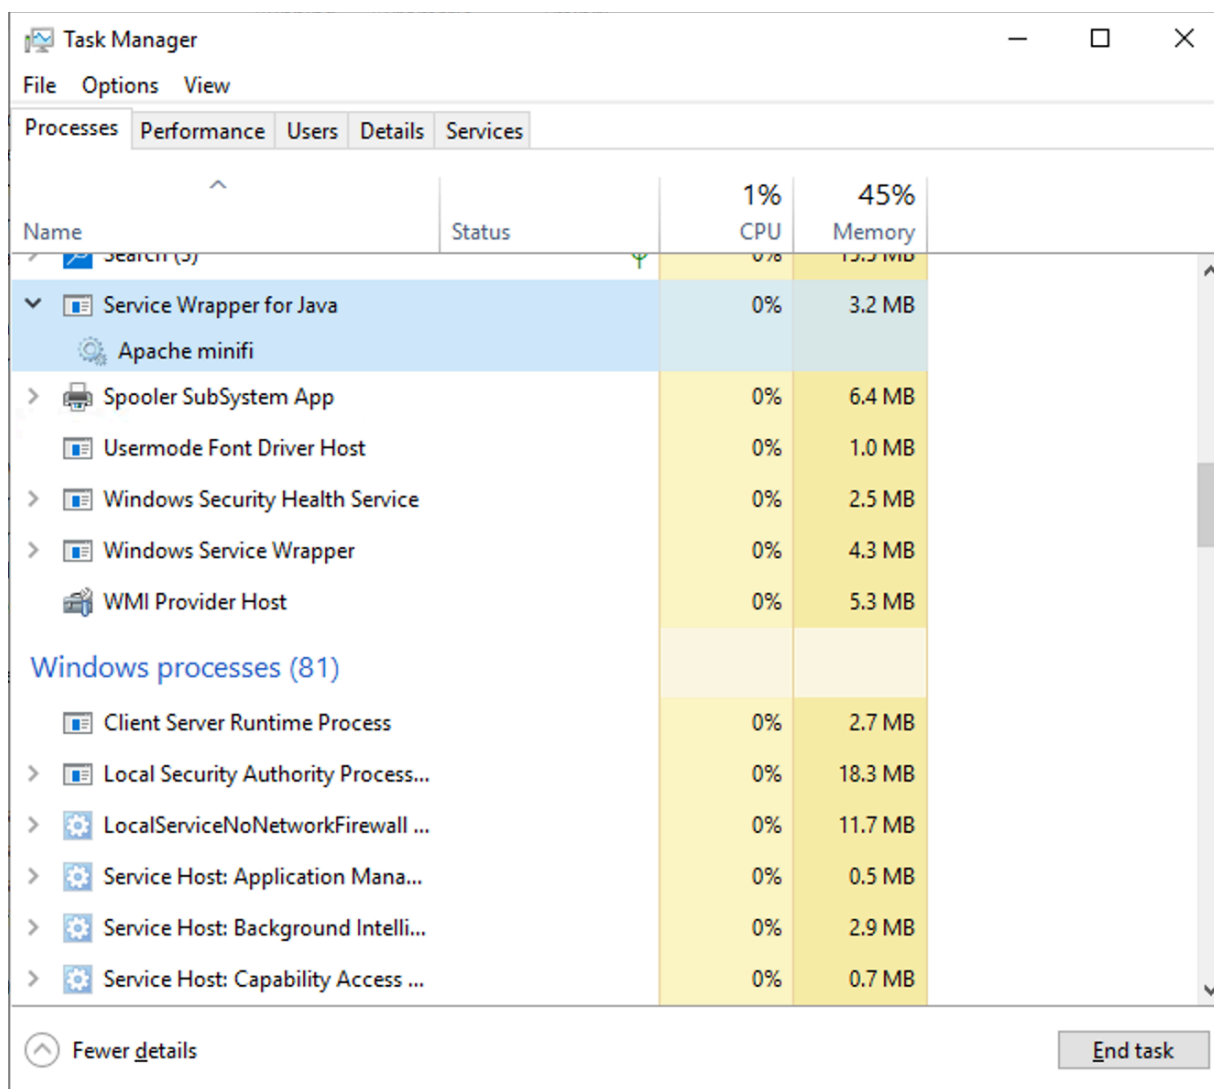 Task Manager
File Options View
Processes Performance Users Details Services
1% 45%
Name Status CPU Memory
Search (3) 0% 15.5 MB
Service Wrapper for Java 0% 3.2 MB
Apache minifi
Spooler SubSystem App 0% 6.4 MB
Usermode Font Driver Host 0% 1.0 MB
Windows Security Health Service 0% 2.5 MB
Windows Service Wrapper 0% 4.3 MB
WMI Provider Host 0% 5.3 MB
Windows processes (81)
Client Server Runtime Process 0% 2.7 MB
Local Security Authority Process... 0% 18.3 MB
LocalServiceNoNetworkFirewall ... 0% 11.7 MB
Service Host: Application Mana... 0% 0.5 MB
Service Host: Background Intelli... 0% 2.9 MB
Service Host: Capability Access ... 0% 0.7 MB
Fewer details End task